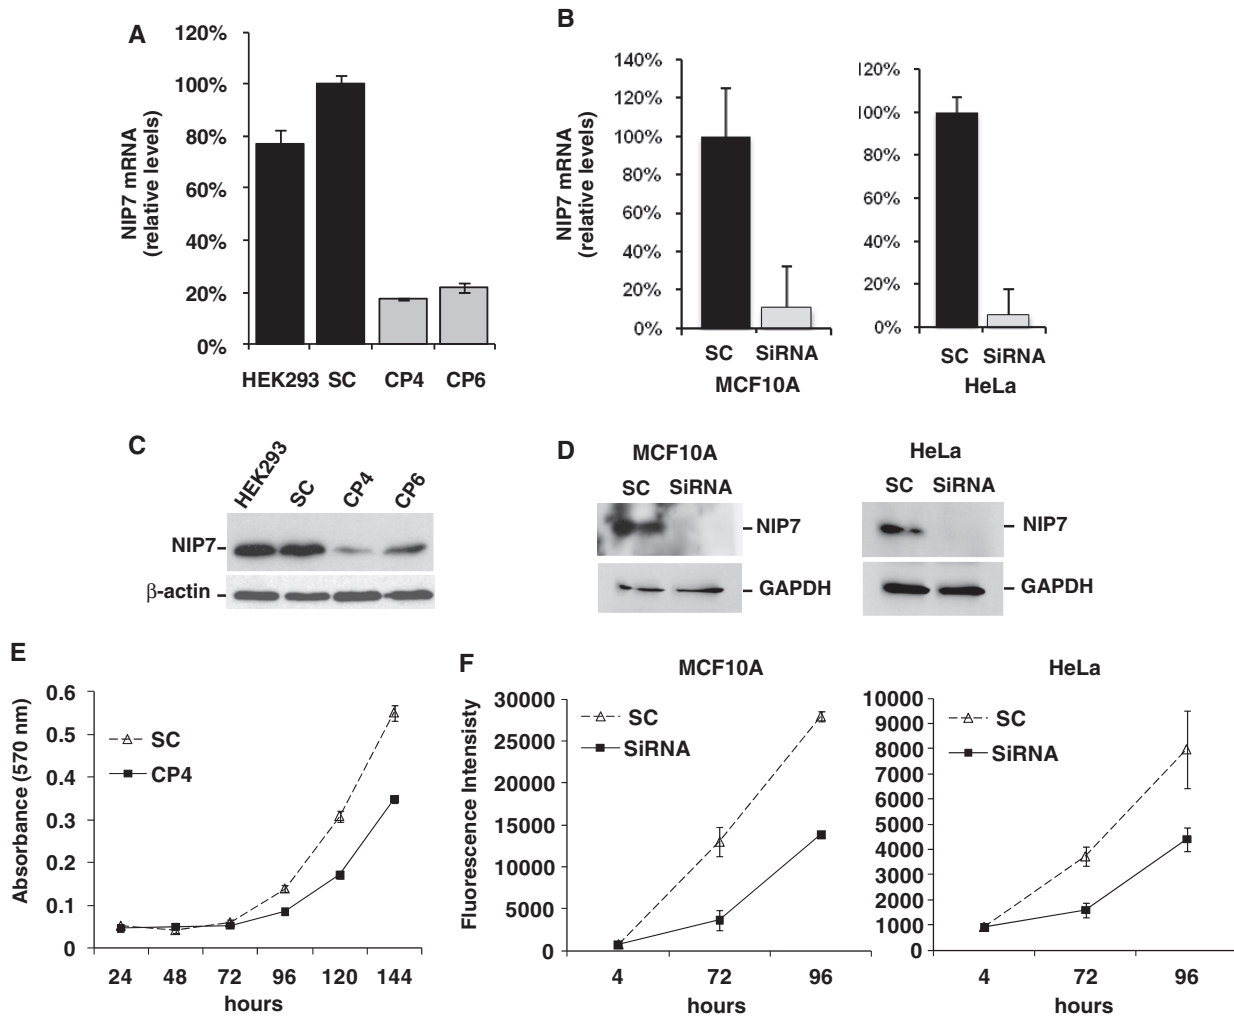 A
NIP7 mRNA
(relative levels)
120%
100%
80%
60%
40%
20%
0%
HEK293 SC CP4 CP6
B
NIP7 mRNA
(relative levels)
140%
120%
100%
80%
60%
40%
20%
0%
SC SiRNA
MCF10A
120%
100%
80%
60%
40%
20%
0%
SC SiRNA
HeLa
C
HEK293 SC CP4 CP6
NIP7
β-actin
D
MCF10A
SC SiRNA
NIP7
GAPDH
HeLa
SC SiRNA
NIP7
GAPDH
E
Absorbance (570 nm)
0.6
0.5
0.4
0.3
0.2
0.1
0
SC
CP4
24 48 72 96 120 144
hours
F
MCF10A
Fluorescence Intensisty
30000
25000
20000
15000
10000
5000
0
SC
SiRNA
4 72 96
hours
HeLa
10000
9000
8000
7000
6000
5000
4000
3000
2000
1000
0
SC
SiRNA
4 72 96
hours